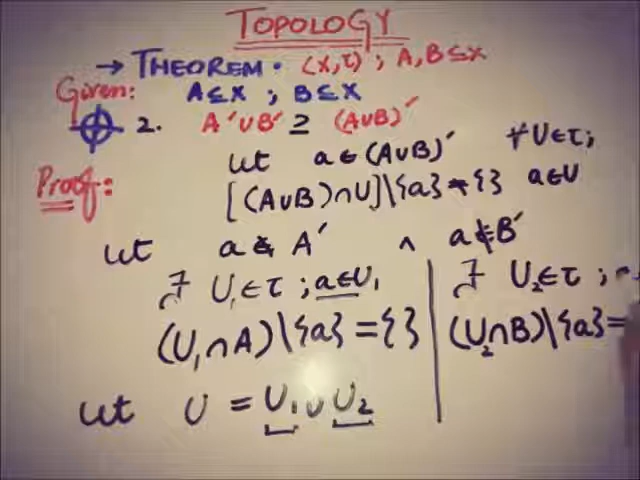 TOPOLOGY
→ THEOREM · (X,τ) ; A,B⊆X
Given: A⊆X ; B⊆X
2. A'∪B' ⊇ (A∪B)'
Proof: let a∈(A∪B)' ∀U∈τ;
[(A∪B)∩U]\{a}≠{} a∈U
let a∉A' ∧ a∉B'
∃ U₁∈τ ; a∈U₁ ∃ U₂∈τ ;
(U₁∩A)\{a}={} (U₂∩B)\{a}=
let U = U₁∪U₂